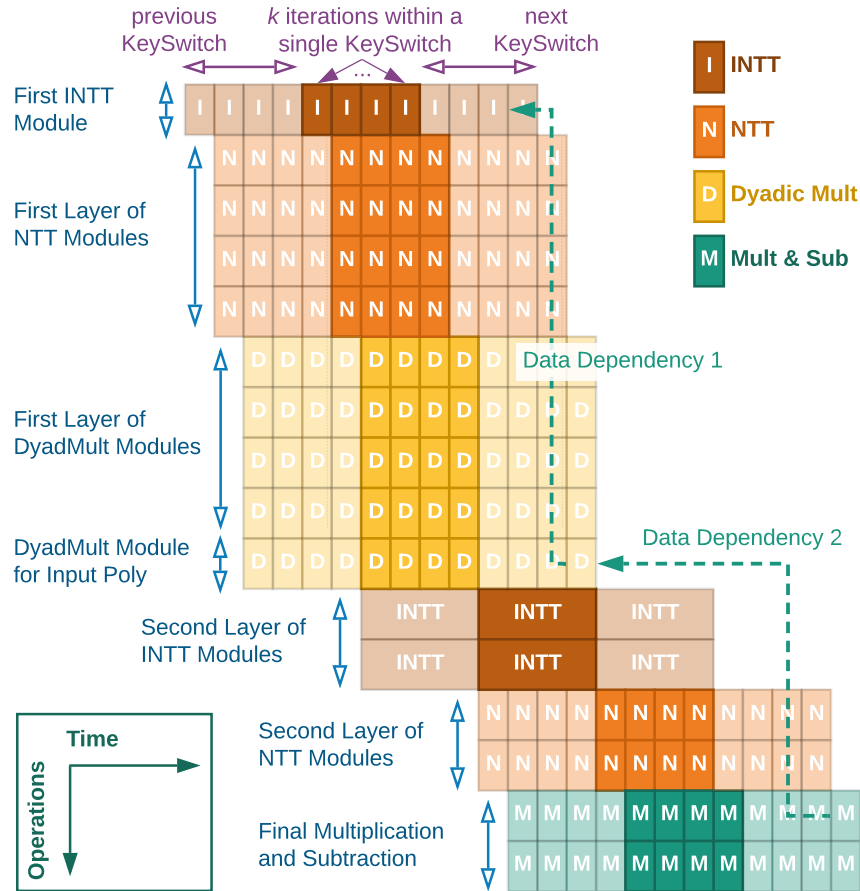 previous
KeySwitch
k iterations within a
single KeySwitch
...
next
KeySwitch
First INTT
Module
I I I I I I I I I I I I
N N N N N N N N N N N N
First Layer of
NTT Modules
N N N N N N N N N N N N
N N N N N N N N N N N N
N N N N N N N N N N N N
D D D D D D D D D
Data Dependency 1
First Layer of
DyadMult Modules
D D D D D D D D D D D D
D D D D D D D D D D D D
D D D D D D D D D D D D
DyadMult Module
for Input Poly
D D D D D D D D D D D D
Data Dependency 2
Second Layer of
INTT Modules
INTT INTT INTT
INTT INTT INTT
Second Layer of
NTT Modules
N N N N N N N N N N N N
N N N N N N N N N N N N
Final Multiplication
and Subtraction
M M M M M M M M M M M M
M M M M M M M M M M M M
I INTT
N NTT
D Dyadic Mult
M Mult & Sub
Time
Operations